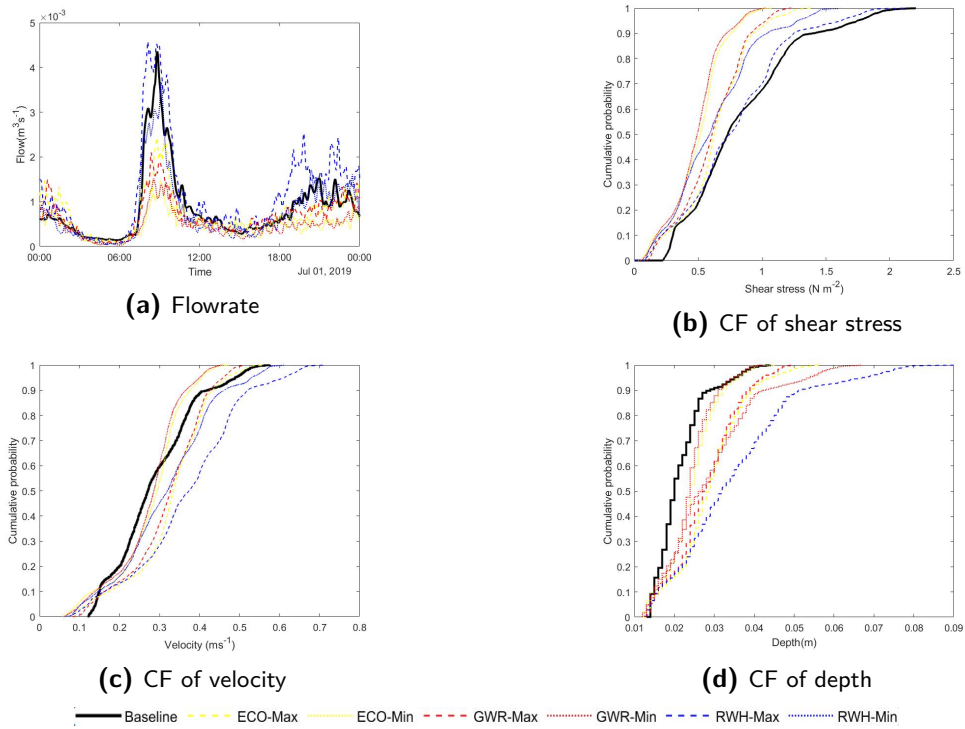 ×10⁻³
5
4
3
2
1
0
Flow(m³s⁻¹)
00:00 06:00 12:00 18:00 00:00
Time
Jul 01, 2019
(a) Flowrate
1
0.9
0.8
0.7
0.6
0.5
0.4
0.3
0.2
0.1
0
Cumulative probability
0 0.5 1 1.5 2 2.5
Shear stress (N m⁻²)
(b) CF of shear stress
1
0.9
0.8
0.7
0.6
0.5
0.4
0.3
0.2
0.1
0
Cumulative probability
0 0.1 0.2 0.3 0.4 0.5 0.6 0.7 0.8
Velocity (ms⁻¹)
(c) CF of velocity
1
0.9
0.8
0.7
0.6
0.5
0.4
0.3
0.2
0.1
0
Cumulative probability
0.01 0.02 0.03 0.04 0.05 0.06 0.07 0.08 0.09
Depth(m)
(d) CF of depth
Baseline ECO-Max ECO-Min GWR-Max GWR-Min RWH-Max RWH-Min